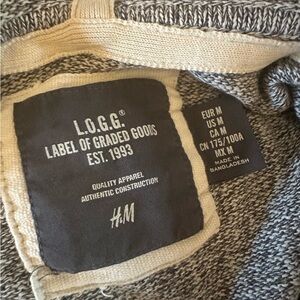 L.O.G.G.®
LABEL OF GRADED GOODS
EST. 1993
QUALITY APPAREL
AUTHENTIC CONSTRUCTION
H&M
EUR M
US M
CA M
CN 175/100A
MX M
MADE IN
BANGLADESH